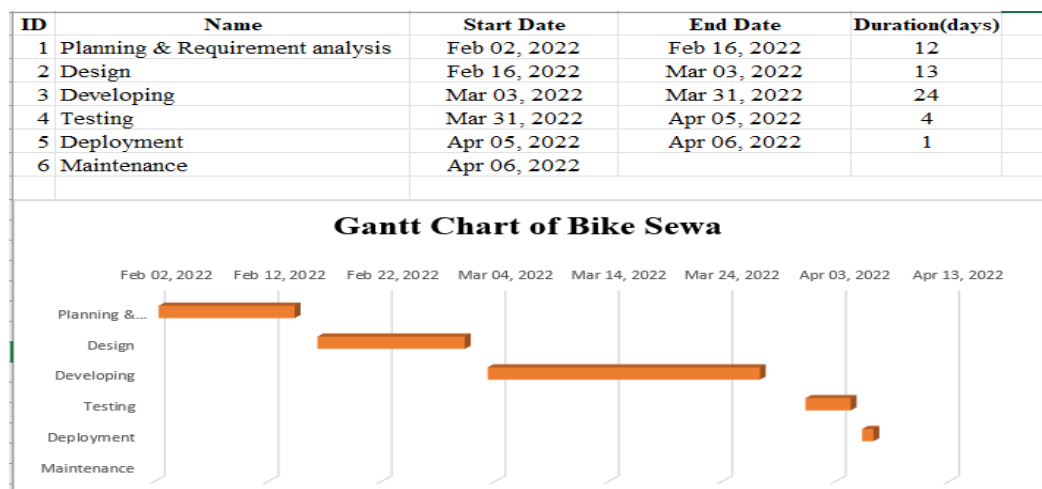 ID Name Start Date End Date Duration(days)
1 Planning & Requirement analysis Feb 02, 2022 Feb 16, 2022 12
2 Design Feb 16, 2022 Mar 03, 2022 13
3 Developing Mar 03, 2022 Mar 31, 2022 24
4 Testing Mar 31, 2022 Apr 05, 2022 4
5 Deployment Apr 05, 2022 Apr 06, 2022 1
6 Maintenance Apr 06, 2022
Gantt Chart of Bike Sewa
Feb 02, 2022 Feb 12, 2022 Feb 22, 2022 Mar 04, 2022 Mar 14, 2022 Mar 24, 2022 Apr 03, 2022 Apr 13, 2022
Planning &...
Design
Developing
Testing
Deployment
Maintenance